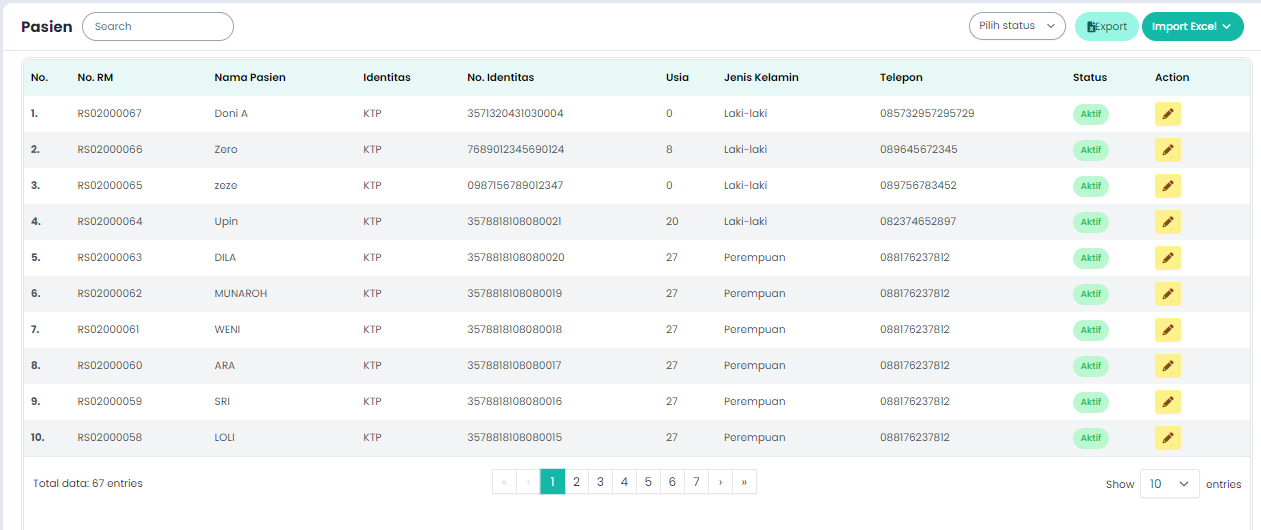 Pasien Search Pilih status Export Import Excel
No. No. RM Nama Pasien Identitas No. Identitas Usia Jenis Kelamin Telepon Status Action
1. RS02000067 Doni A KTP 3571320431030004 0 Laki-laki 085732957295729 Aktif
2. RS02000066 Zero KTP 7689012345690124 8 Laki-laki 089645672345 Aktif
3. RS02000065 zeze KTP 0987156789012347 0 Laki-laki 089756783452 Aktif
4. RS02000064 Upin KTP 3578818108080021 20 Laki-laki 082374652897 Aktif
5. RS02000063 DILA KTP 3578818108080020 27 Perempuan 088176237812 Aktif
6. RS02000062 MUNAROH KTP 3578818108080019 27 Perempuan 088176237812 Aktif
7. RS02000061 WENI KTP 3578818108080018 27 Perempuan 088176237812 Aktif
8. RS02000060 ARA KTP 3578818108080017 27 Perempuan 088176237812 Aktif
9. RS02000059 SRI KTP 3578818108080016 27 Perempuan 088176237812 Aktif
10. RS02000058 LOLI KTP 3578818108080015 27 Perempuan 088176237812 Aktif
Total data: 67 entries « ‹ 1 2 3 4 5 6 7 › » Show 10 entries